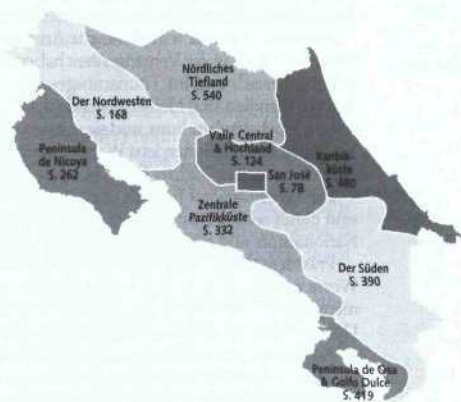 Nördliches
Tiefland
S. 540
Der Nordwesten
S. 168
Península
de Nicoya
S. 262
Valle Central
& Hochland
S. 124
San José
S. 78
Karibik-
küste
S. 480
Zentrale
Pazifikküste
S. 332
Der Süden
S. 390
Península de Osa
& Golfo Dulce
S. 419